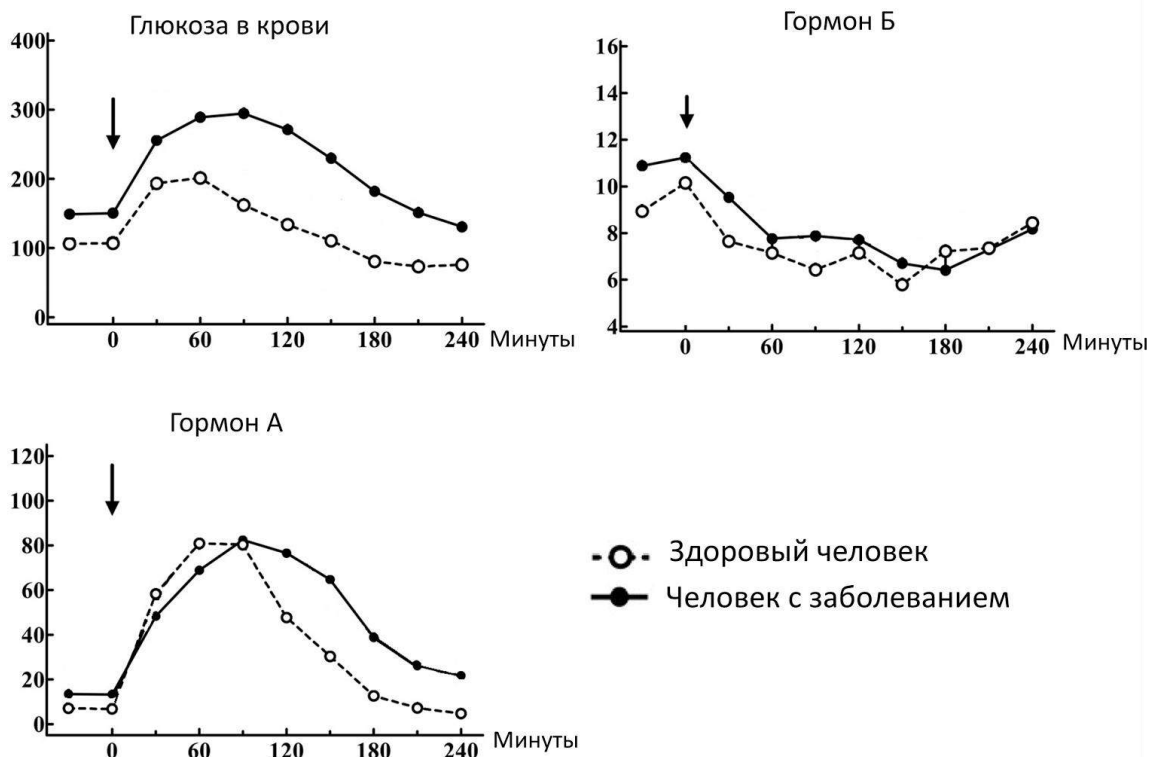 Глюкоза в крови
400
300
200
100
0
0 60 120 180 240 Минуты
Гормон Б
16
14
12
10
8
6
4
0 60 120 180 240 Минуты
Гормон А
120
100
80
60
40
20
0
0 60 120 180 240 Минуты
Здоровый человек
Человек с заболеванием